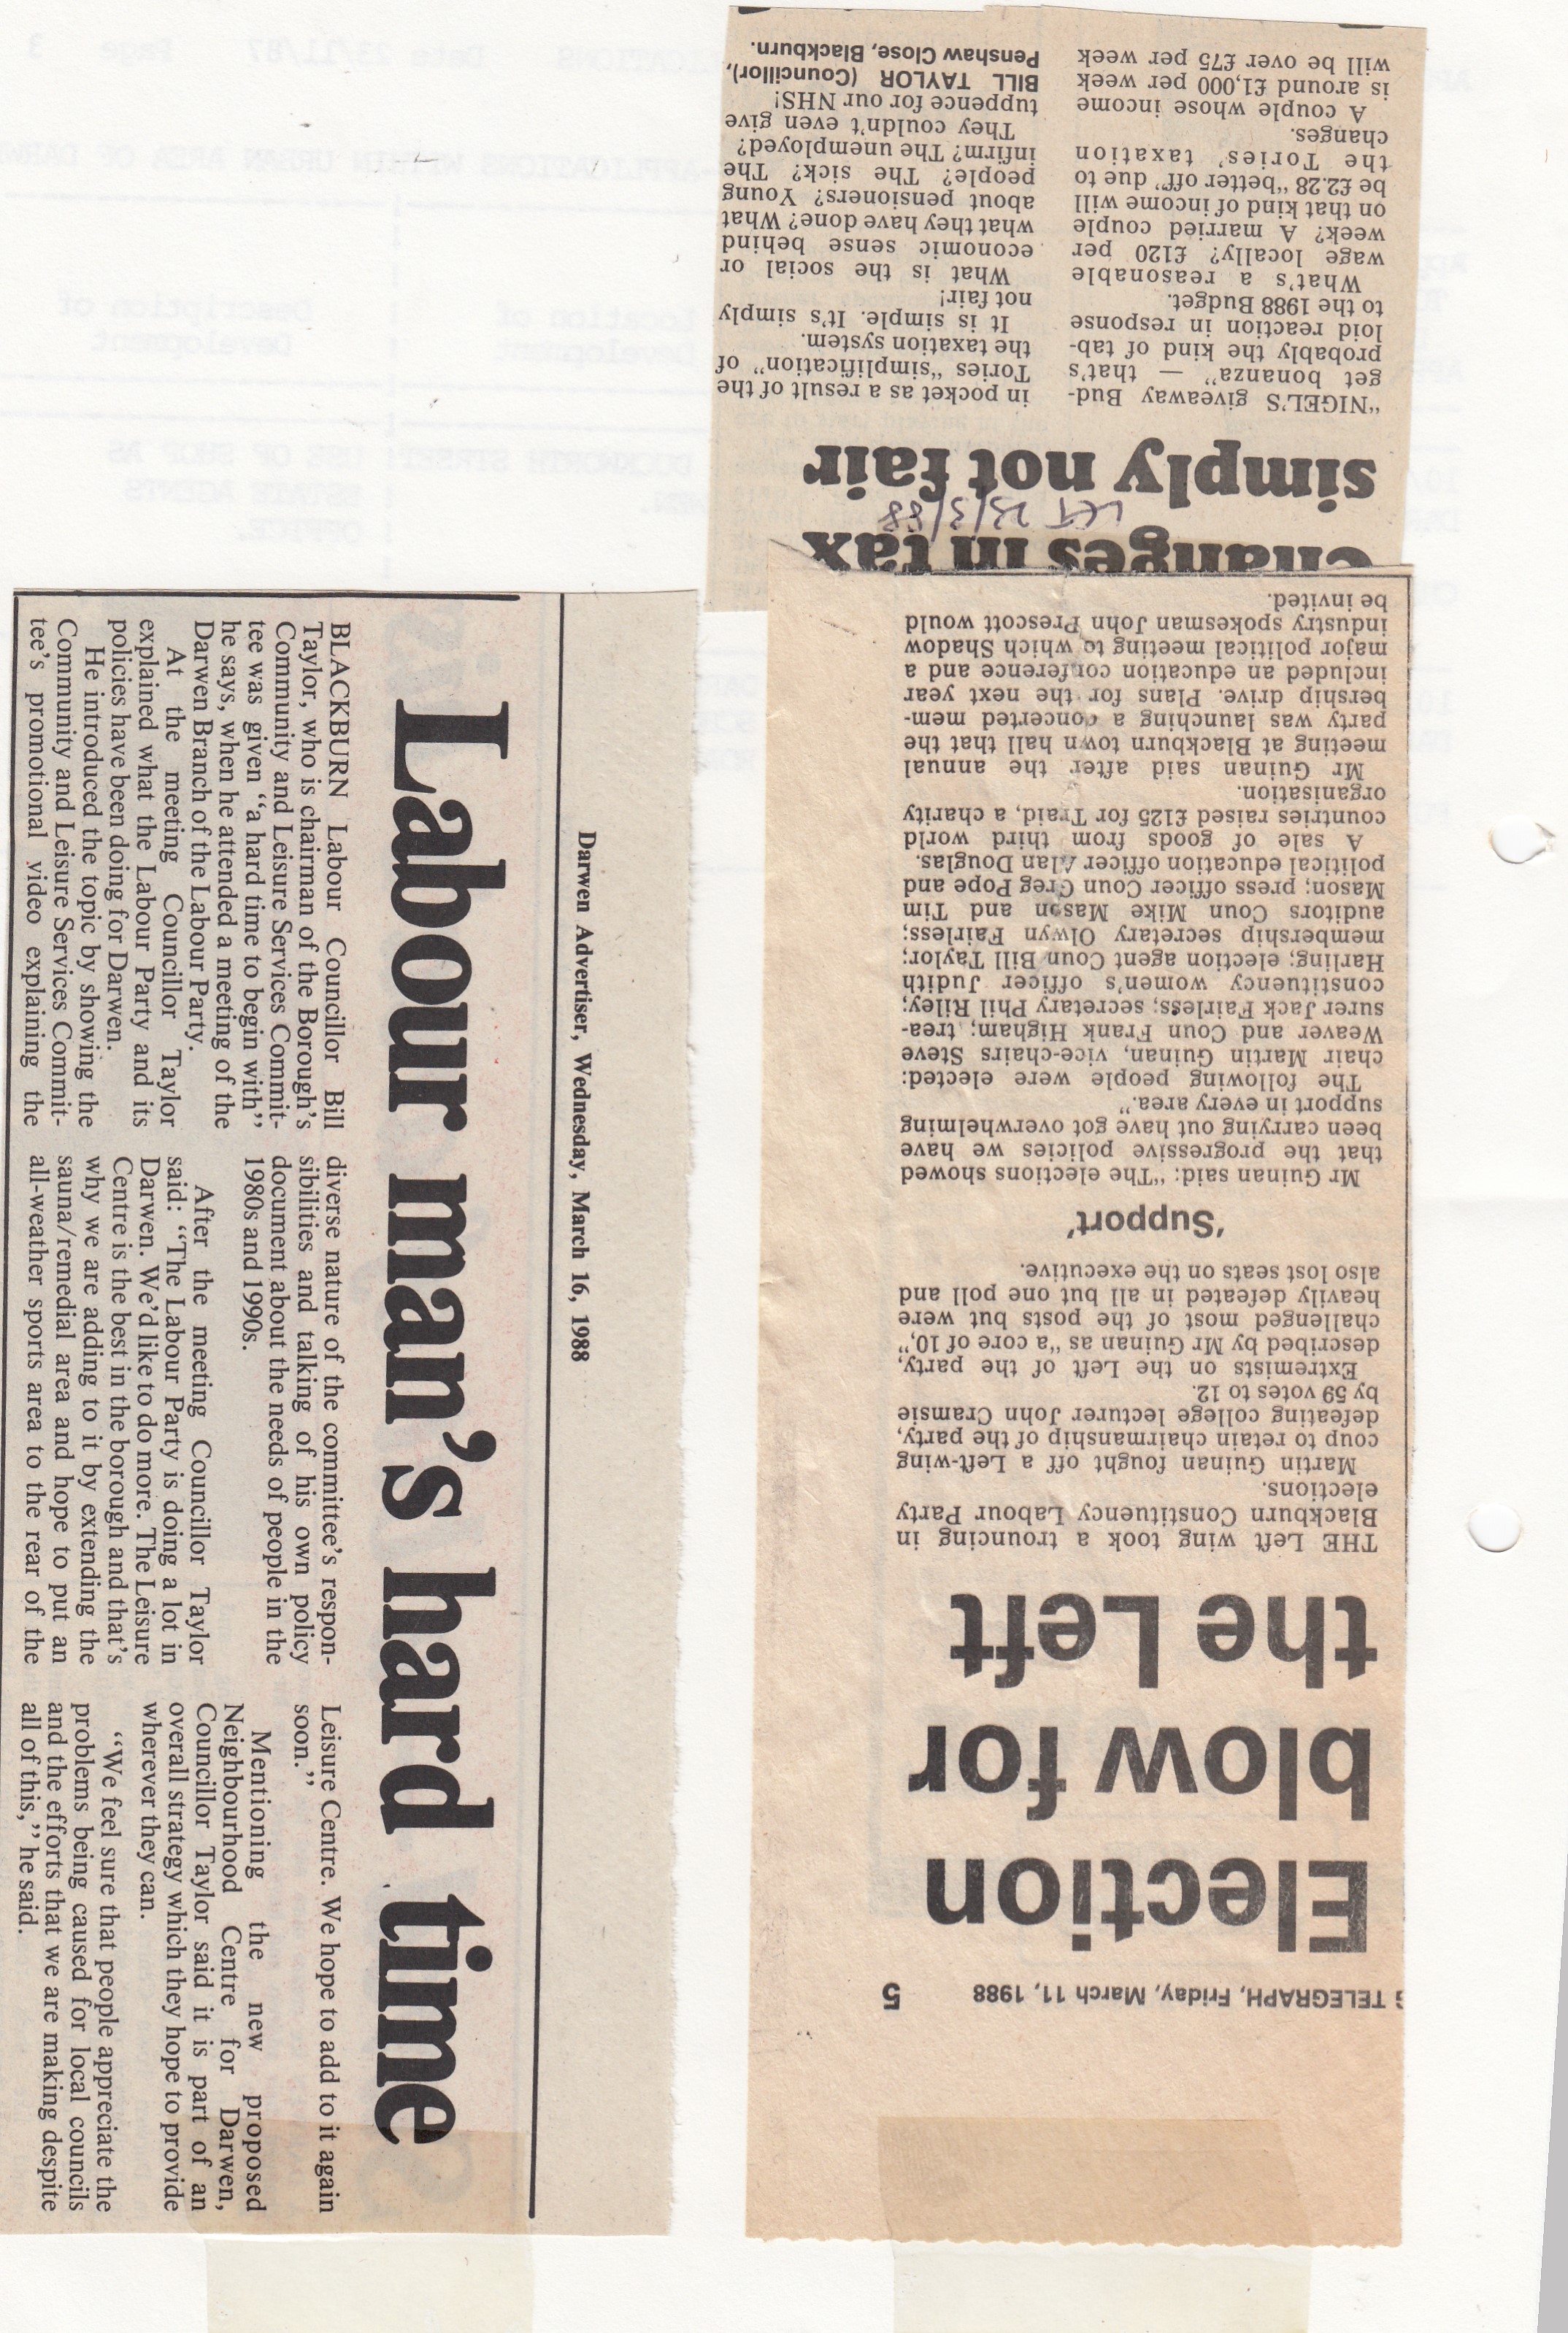 G TELEGRAPH, Friday, March 11, 1988 5
Election
blow for
the Left
THE Left wing took a trouncing in
Blackburn Constituency Labour Party
elections.
Martin Guinan fought off a Left-wing
coup to retain chairmanship of the party,
defeating college lecturer John Cramsie
by 59 votes to 12.
Extremists on the Left of the party,
described by Mr Guinan as "a core of 10,"
challenged most of the posts but were
heavily defeated in all but one poll and
also lost seats on the executive.
'Support'
Mr Guinan said: "The elections showed
that the progressive policies we have
been carrying out have got overwhelming
support in every area."
The following people were elected:
chair Martin Guinan, vice-chairs Steve
Weaver and Coun Frank Higham; trea-
surer Jack Fairless; secretary Phil Riley;
constituency women's officer Judith
Harling; election agent Coun Bill Taylor;
membership secretary Olwyn Fairless;
auditors Coun Mike Mason and Tim
Mason; press officer Coun Greg Pope and
political education officer Alan Douglas.
A sale of goods from third world
countries raised £125 for Traid, a charity
organisation.
Mr Guinan said after the annual
meeting at Blackburn town hall that the
party was launching a concerted mem-
bership drive. Plans for the next year
included an education conference and a
major political meeting to which Shadow
industry spokesman John Prescott would
be invited.
changes in tax
LET 23/3/88
simply not fair
"NIGEL'S giveaway Bud-
get bonanza" — that's
probably the kind of tab-
loid reaction in response
to the 1988 Budget.
What's a reasonable
wage locally? £120 per
week? A married couple
on that kind of income will
be £2.28 "better off" due to
the Tories' taxation
changes.
A couple whose income
is around £1,000 per week
will be over £75 per week
in pocket as a result of the
Tories "simplification" of
the taxation system.
It is simple. It's simply
not fair!
What is the social or
economic sense behind
what they have done? What
about pensioners? Young
people? The sick? The
infirm? The unemployed?
They couldn't even give
tuppence for our NHS!
BILL TAYLOR (Councillor),
Penshaw Close, Blackburn.
Darwen Advertiser, Wednesday, March 16, 1988
Labour man's hard time
BLACKBURN Labour Councillor Bill
Taylor, who is chairman of the Borough's
Community and Leisure Services Commit-
tee was given "a hard time to begin with"
he says, when he attended a meeting of the
Darwen Branch of the Labour Party.
At the meeting Councillor Taylor
explained what the Labour Party and its
policies have been doing for Darwen.
He introduced the topic by showing the
Community and Leisure Services Commit-
tee's promotional video explaining the
diverse nature of the committee's respon-
sibilities and talking of his own policy
document about the needs of people in the
1980s and 1990s.
After the meeting Councillor Taylor
said: "The Labour Party is doing a lot in
Darwen. We'd like to do more. The Leisure
Centre is the best in the borough and that's
why we are adding to it by extending the
sauna/remedial area and hope to put an
all-weather sports area to the rear of the
Leisure Centre. We hope to add to it again
soon."
Mentioning the new proposed
Neighbourhood Centre for Darwen,
Councillor Taylor said it is part of an
overall strategy which they hope to provide
wherever they can.
"We feel sure that people appreciate the
problems being caused for local councils
and the efforts that we are making despite
all of this," he said.